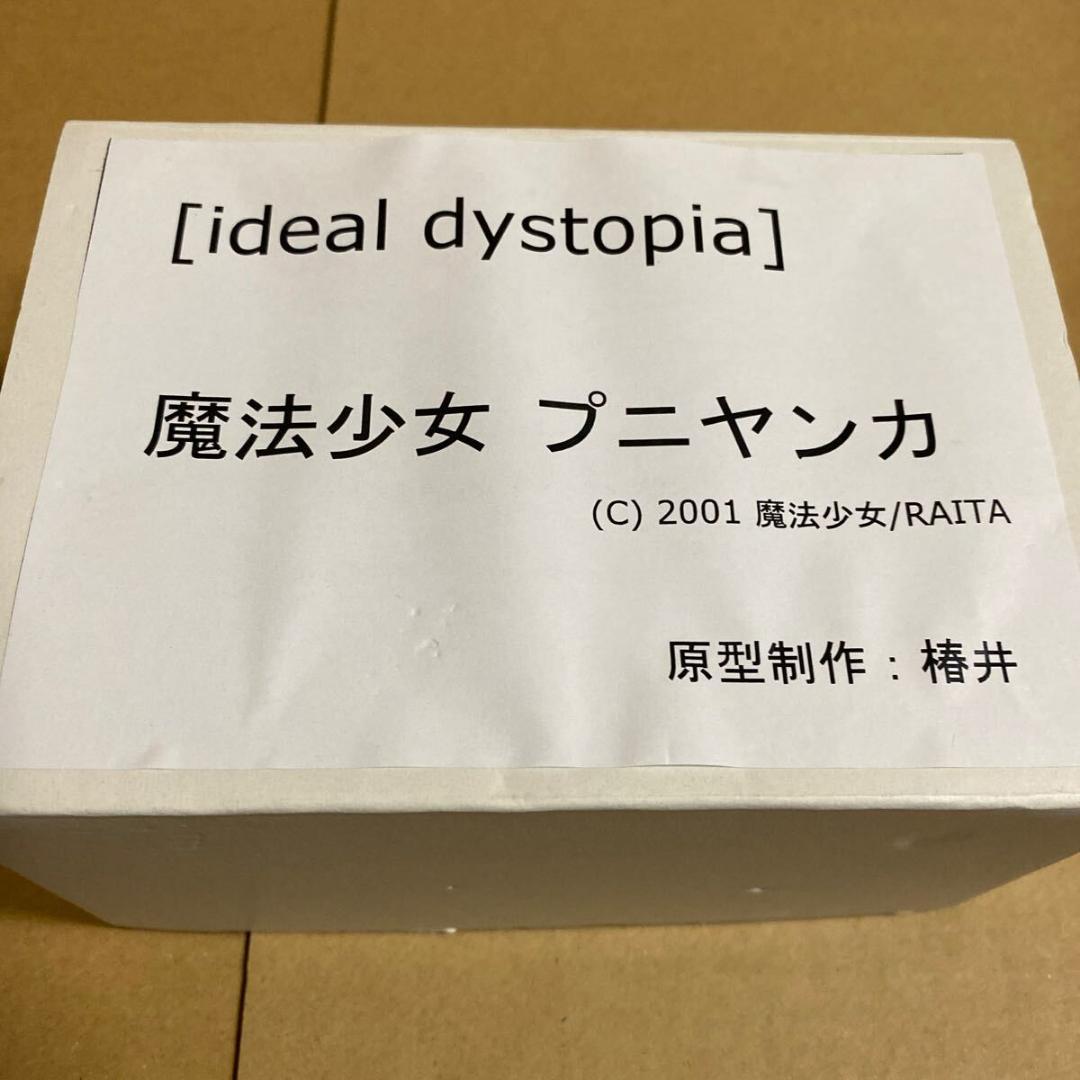 [ideal dystopia]
魔法少女 プニヤンカ
(C) 2001 魔法少女/RAITA
原型制作：椿井